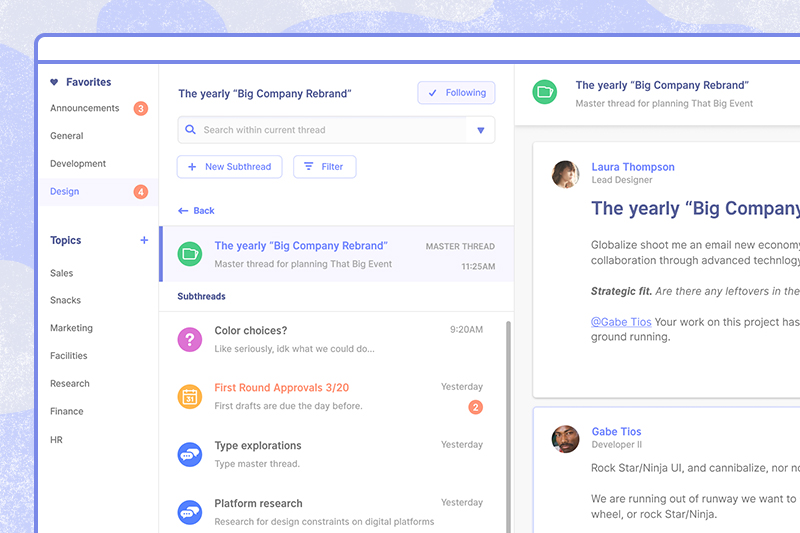 Favorites
Announcements 3
General
Development
Design 4
Topics +
Sales
Snacks
Marketing
Facilities
Research
Finance
HR
The yearly “Big Company Rebrand”
Following
Search within current thread
+ New Subthread
Filter
Back
The yearly “Big Company Rebrand”
MASTER THREAD
Master thread for planning That Big Event
11:25AM
Subthreads
?
Color choices?
9:20AM
Like seriously, idk what we could do...
31
First Round Approvals 3/20
Yesterday
First drafts are due the day before.
2
Type explorations
Yesterday
Type master thread.
Platform research
Yesterday
Research for design constraints on digital platforms
The yearly “Big Company Rebrand”
Master thread for planning That Big Event
Laura Thompson
Lead Designer
The yearly “Big Company
Globalize shoot me an email new economy
collaboration through advanced technlogy
Strategic fit. Are there any leftovers in the
@Gabe Tios Your work on this project has
ground running.
Gabe Tios
Developer II
Rock Star/Ninja UI, and cannibalize, nor
We are running out of runway we want to
wheel, or rock Star/Ninja.